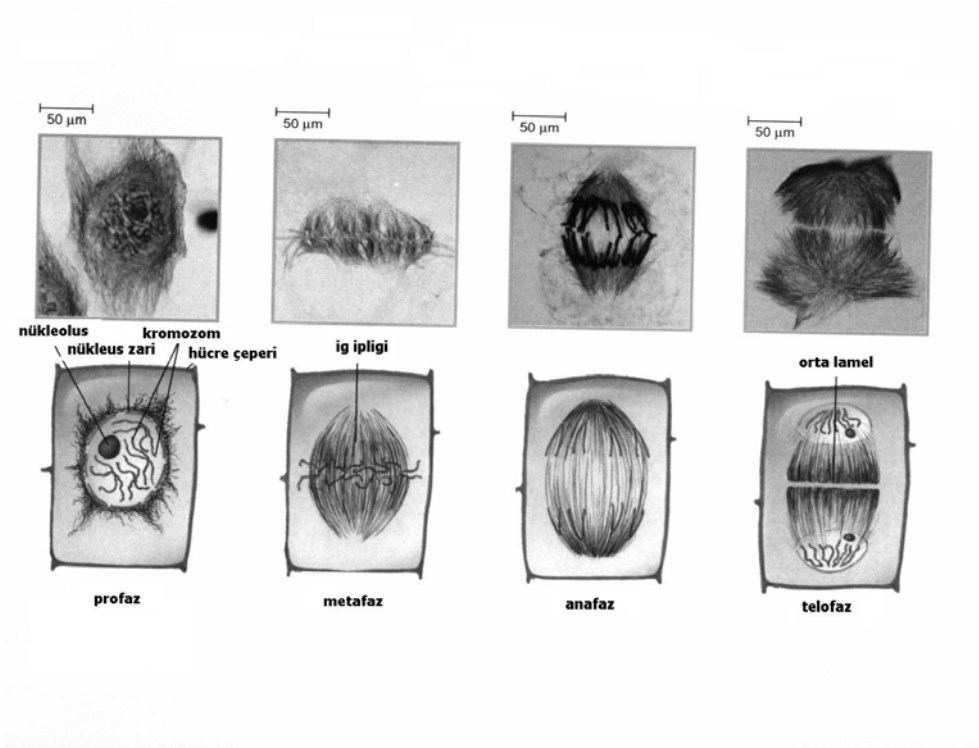 50 µm
50 µm
50 µm
50 µm
nükleolus
kromozom
nükleus zari
hücre çeperi
ig ipligi
orta lamel
profaz
metafaz
anafaz
telofaz